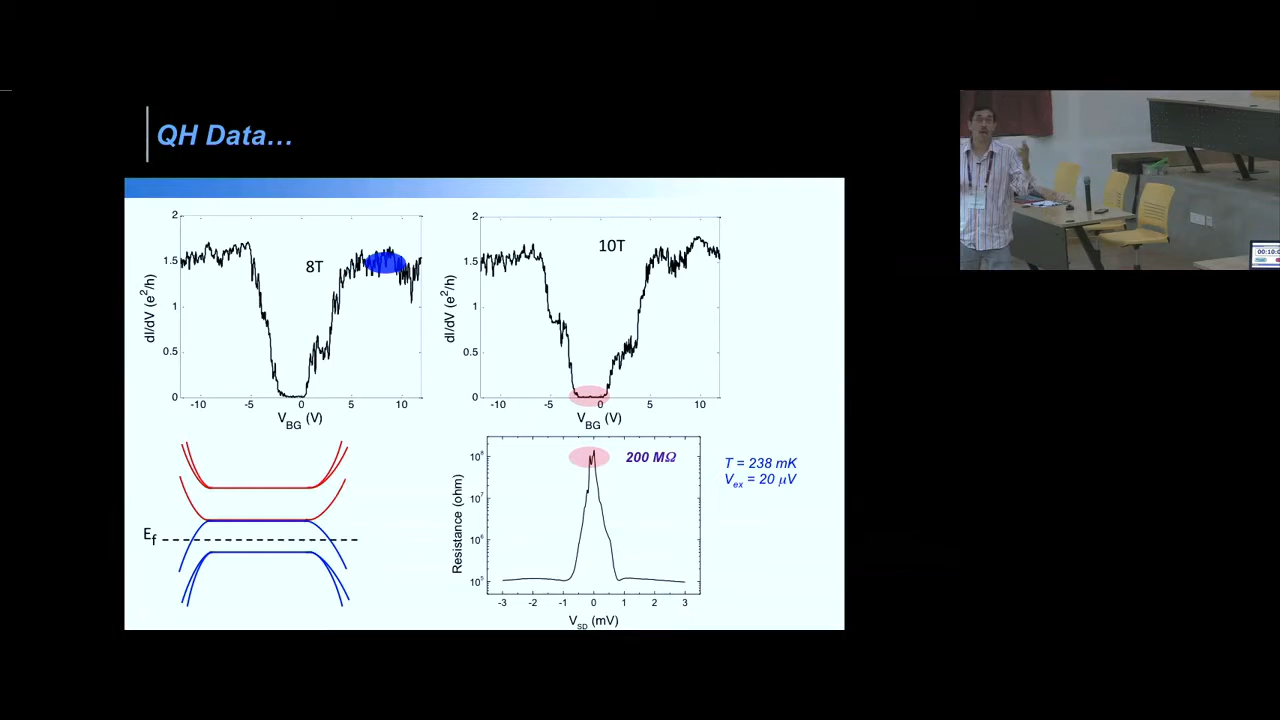 QH Data...
2
1.5
1
0.5
0
dI/dV (e²/h)
8T
-10 -5 0 5 10
V_BG (V)
2
1.5
1
0.5
0
dI/dV (e²/h)
10T
-10 -5 0 5 10
V_BG (V)
E_f
10⁸
10⁷
10⁶
10⁵
Resistance (ohm)
200 MΩ
-3 -2 -1 0 1 2 3
V_SD (mV)
T = 238 mK
V_ex = 20 μV